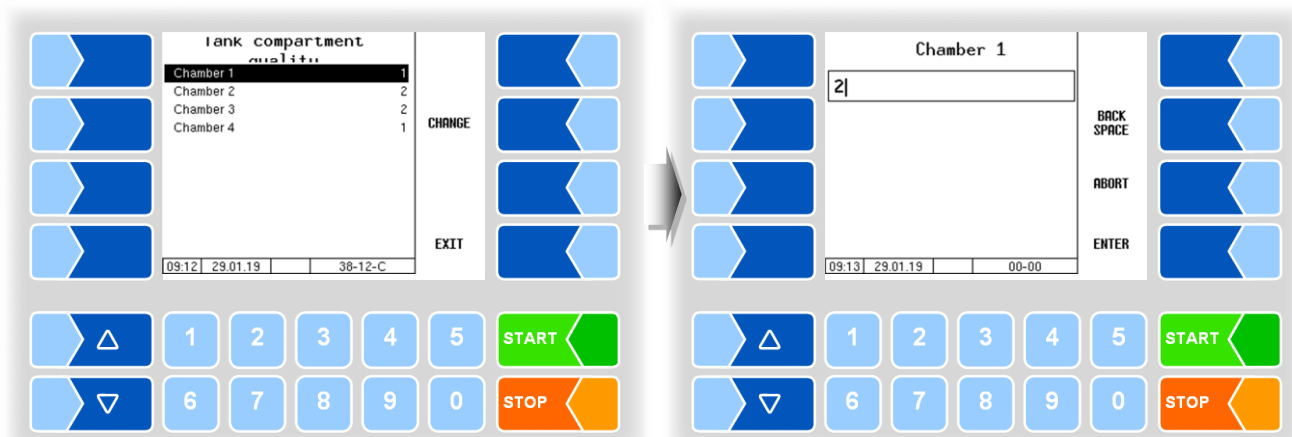 Tank compartment
quality
Chamber 1 1
Chamber 2 2
Chamber 3 2
Chamber 4 1
CHANGE
EXIT
09:12 29.01.19 38-12-C
1 2 3 4 5 START
6 7 8 9 0 STOP
Chamber 1
2
BACK
SPACE
ABORT
ENTER
09:13 29.01.19 00-00
1 2 3 4 5 START
6 7 8 9 0 STOP